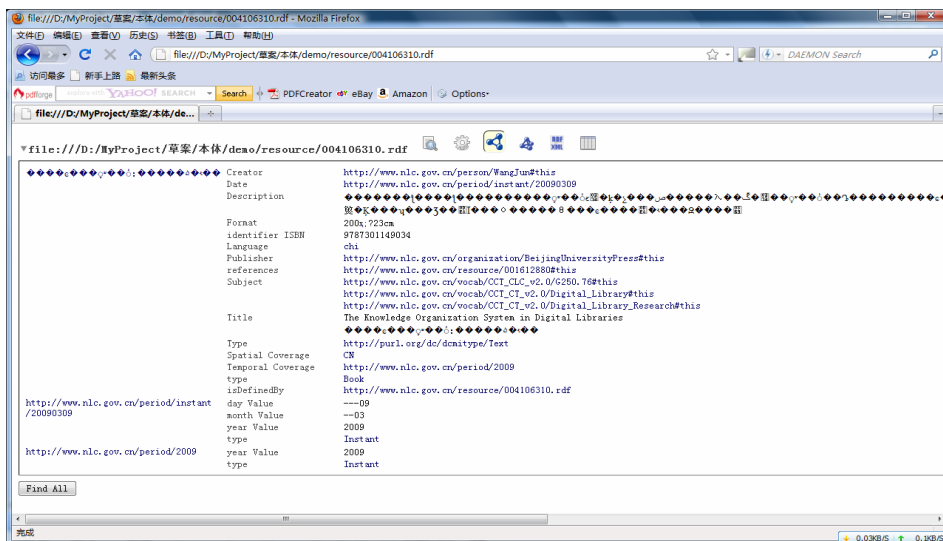 file:///D:/MyProject/草案/本体/demo/resource/004106310.rdf - Mozilla Firefox
文件(F) 编辑(E) 查看(V) 历史(S) 书签(B) 工具(T) 帮助(H)
file:///D:/MyProject/草案/本体/demo/resource/004106310.rdf DAEMON Search
访问最多 新手上路 最新头条
pdfforge YAHOO! SEARCH Search PDFCreator eBay Amazon Options
file:///D:/MyProject/草案/本体/de...
file:///D:/MyProject/草案/本体/demo/resource/004106310.rdf RDF XML
Creator http://www.nlc.gov.cn/person/WangJun#this
Date http://www.nlc.gov.cn/period/instant/20090309
Description
Format 200x;?23cm
identifier ISBN 9787301149034
Language chi
Publisher http://www.nlc.gov.cn/organization/BeijingUniversityPress#this
references http://www.nlc.gov.cn/resource/001612880#this
Subject http://www.nlc.gov.cn/vocab/CCT_CLC_v2.0/G250.76#this
http://www.nlc.gov.cn/vocab/CCT_CT_v2.0/Digital_Library#this
http://www.nlc.gov.cn/vocab/CCT_CT_v2.0/Digital_Library_Research#this
Title The Knowledge Organization System in Digital Libraries
Type http://purl.org/dc/dcmitype/Text
Spatial Coverage CN
Temporal Coverage http://www.nlc.gov.cn/period/2009
type Book
isDefinedBy http://www.nlc.gov.cn/resource/004106310.rdf
http://www.nlc.gov.cn/period/instant day Value ---09
/20090309 month Value --03
year Value 2009
type Instant
http://www.nlc.gov.cn/period/2009 year Value 2009
type Instant
Find All
完成
0.03KB/S 0.1KB/S